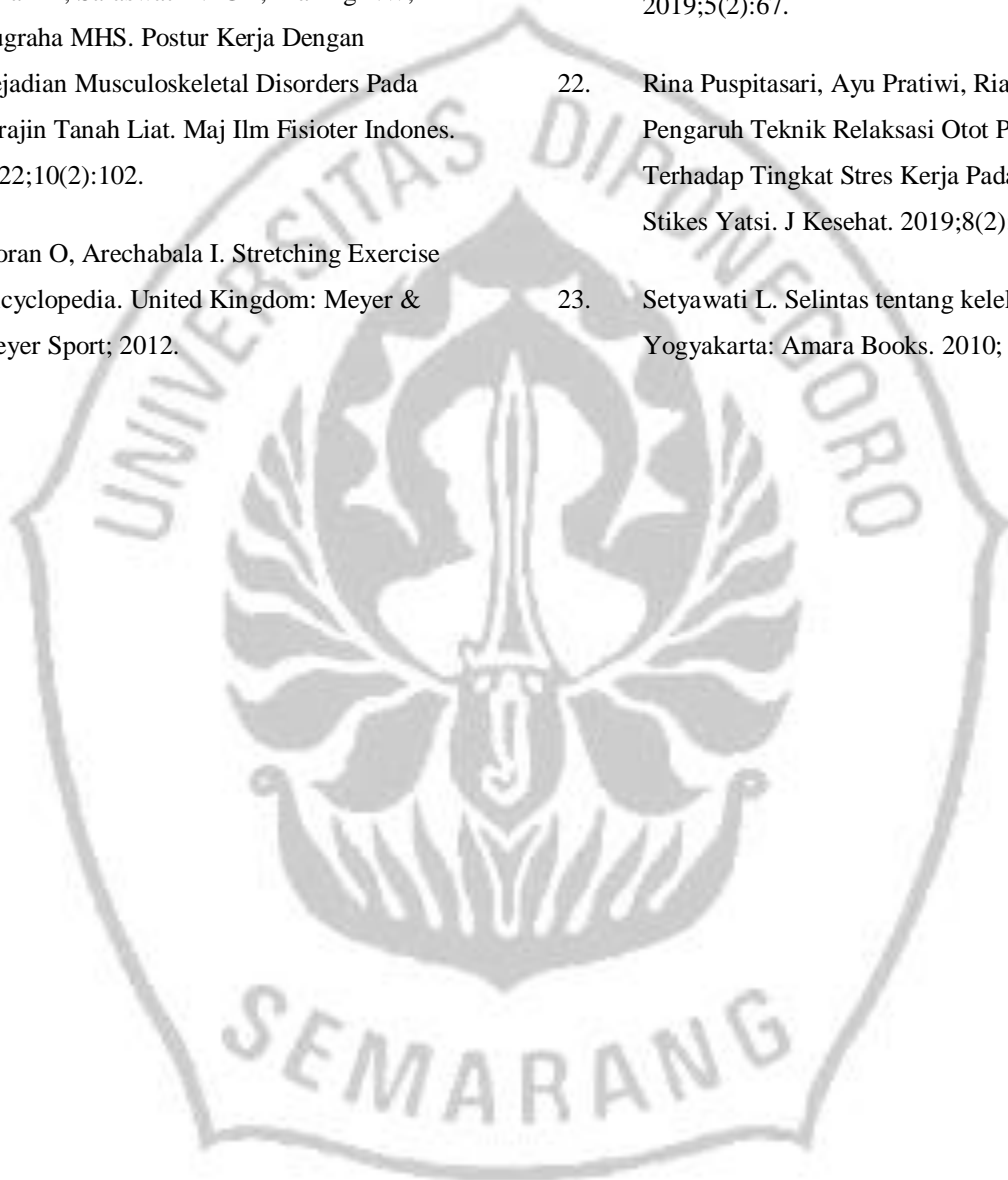 ugraha MHS. Postur Kerja Dengan
ejadian Musculoskeletal Disorders Pada
rajin Tanah Liat. Maj Ilm Fisioter Indones.
22;10(2):102.
oran O, Arechabala I. Stretching Exercise
cyclopedia. United Kingdom: Meyer &
eyer Sport; 2012.
2019;5(2):67.
22. Rina Puspitasari, Ayu Pratiwi, Ria
Pengaruh Teknik Relaksasi Otot P
Terhadap Tingkat Stres Kerja Pada
Stikes Yatsi. J Kesehat. 2019;8(2)
23. Setyawati L. Selintas tentang kelel
Yogyakarta: Amara Books. 2010;
UNIVERSITAS DIPONEGORO
SEMARANG